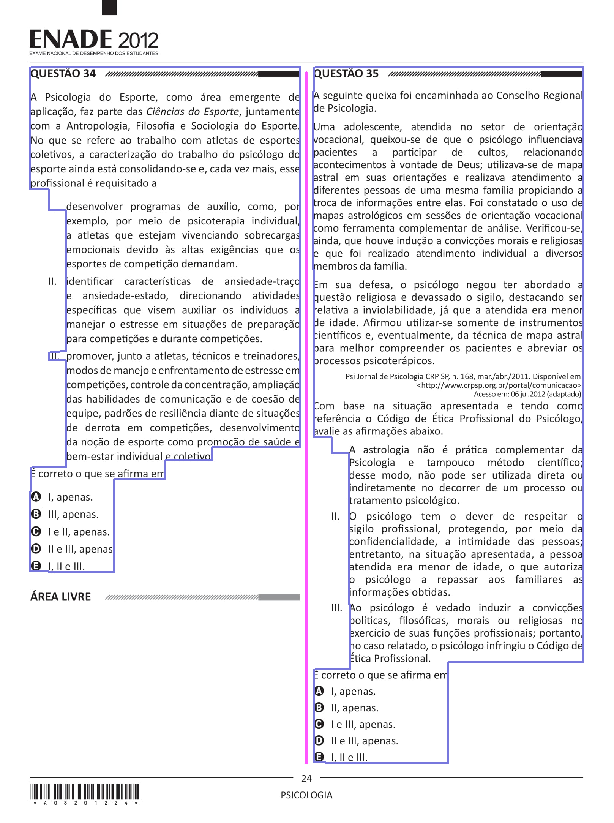 ENADE 2012
EXAME NACIONAL DE DESEMPENHO DOS ESTUDANTES
QUESTÃO 34
A Psicologia do Esporte, como área emergente de
aplicação, faz parte das Ciências do Esporte, juntamente
com a Antropologia, Filosofia e Sociologia do Esporte.
No que se refere ao trabalho com atletas de esportes
coletivos, a caracterização do trabalho do psicólogo do
esporte ainda está consolidando-se e, cada vez mais, esse
profissional é requisitado a
desenvolver programas de auxílio, como, por
exemplo, por meio de psicoterapia individual,
a atletas que estejam vivenciando sobrecargas
emocionais devido às altas exigências que os
esportes de competição demandam.
II. identificar características de ansiedade-traço
e ansiedade-estado, direcionando atividades
específicas que visem auxiliar os indivíduos a
manejar o estresse em situações de preparação
para competições e durante competições.
III. promover, junto a atletas, técnicos e treinadores,
modos de manejo e enfrentamento de estresse em
competições, controle da concentração, ampliação
das habilidades de comunicação e de coesão de
equipe, padrões de resiliência diante de situações
de derrota em competições, desenvolvimento
da noção de esporte como promoção de saúde e
bem-estar individual e coletivo.
É correto o que se afirma em
A I, apenas.
B III, apenas.
C I e II, apenas.
D II e III, apenas
E I, II e III.
ÁREA LIVRE
QUESTÃO 35
A seguinte queixa foi encaminhada ao Conselho Regional
de Psicologia.
Uma adolescente, atendida no setor de orientação
vocacional, queixou-se de que o psicólogo influenciava
pacientes a participar de cultos, relacionando
acontecimentos à vontade de Deus; utilizava-se de mapa
astral em suas orientações e realizava atendimento a
diferentes pessoas de uma mesma família propiciando a
troca de informações entre elas. Foi constatado o uso de
mapas astrológicos em sessões de orientação vocacional
como ferramenta complementar de análise. Verificou-se,
ainda, que houve indução a convicções morais e religiosas
e que foi realizado atendimento individual a diversos
membros da família.
Em sua defesa, o psicólogo negou ter abordado a
questão religiosa e devassado o sigilo, destacando ser
relativa a inviolabilidade, já que a atendida era menor
de idade. Afirmou utilizar-se somente de instrumentos
científicos e, eventualmente, da técnica de mapa astral
para melhor compreender os pacientes e abreviar os
processos psicoterápicos.
Psi Jornal de Psicologia CRP SP, n. 168, mar./abr./2011. Disponível em
<http://www.crpsp.org.br/portal/comunicacao>
Acesso em: 06 ju. 2012 (adaptado)
Com base na situação apresentada e tendo como
referência o Código de Ética Profissional do Psicólogo,
avalie as afirmações abaixo.
A astrologia não é prática complementar da
Psicologia e tampouco método científico;
desse modo, não pode ser utilizada direta ou
indiretamente no decorrer de um processo ou
tratamento psicológico.
II. O psicólogo tem o dever de respeitar o
sigilo profissional, protegendo, por meio da
confidencialidade, a intimidade das pessoas;
entretanto, na situação apresentada, a pessoa
atendida era menor de idade, o que autoriza
o psicólogo a repassar aos familiares as
informações obtidas.
III. Ao psicólogo é vedado induzir a convicções
políticas, filosóficas, morais ou religiosas no
exercício de suas funções profissionais; portanto,
no caso relatado, o psicólogo infringiu o Código de
Ética Profissional.
É correto o que se afirma em
A I, apenas.
B II, apenas.
C I e III, apenas.
D II e III, apenas.
E I, II e III.
24
PSICOLOGIA
*A0820122 4*